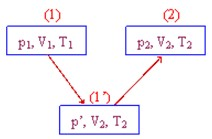 (1)
(2)
p₁, V₁, T₁
p₂, V₂, T₂
(1')
p', V₂, T₂